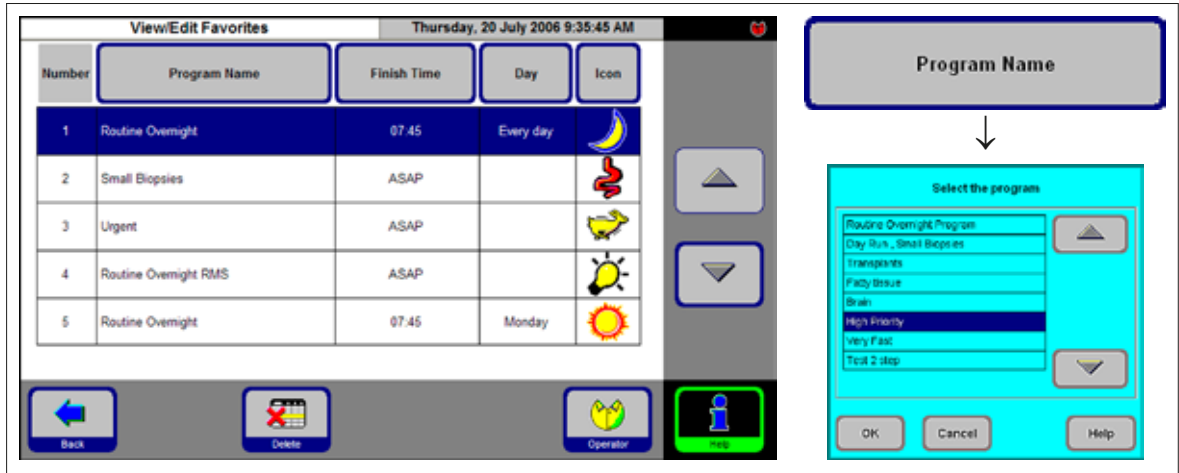 View/Edit Favorites
Thursday, 20 July 2006 9:35:45 AM
Number Program Name Finish Time Day Icon
1 Routine Overnight 07:45 Every day
2 Small Biopsies ASAP
3 Urgent ASAP
4 Routine Overnight RMS ASAP
5 Routine Overnight 07:45 Monday
Back
Delete
Operator
Help
Program Name
Select the program
Routine Overnight Program
Day Run , Small Biopsies
Transplants
Fatty tissue
Brain
High Priority
Very Fast
Test 2 step
OK
Cancel
Help